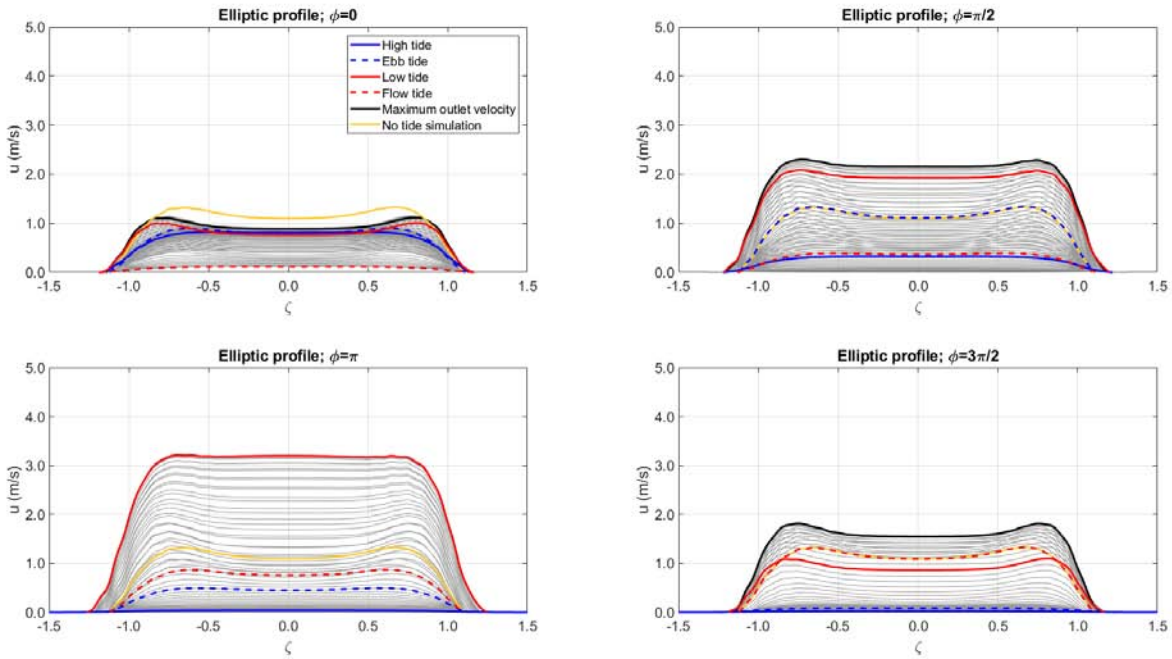 Elliptic profile; ϕ=0
5.0
4.0
3.0
2.0
1.0
0.0
u (m/s)
-1.5 -1.0 -0.5 0.0 0.5 1.0 1.5
ζ
High tide
Ebb tide
Low tide
Flow tide
Maximum outlet velocity
No tide simulation
Elliptic profile; ϕ=π/2
5.0
4.0
3.0
2.0
1.0
0.0
u (m/s)
-1.5 -1.0 -0.5 0.0 0.5 1.0 1.5
ζ
Elliptic profile; ϕ=π
5.0
4.0
3.0
2.0
1.0
0.0
u (m/s)
-1.5 -1.0 -0.5 0.0 0.5 1.0 1.5
ζ
Elliptic profile; ϕ=3π/2
5.0
4.0
3.0
2.0
1.0
0.0
u (m/s)
-1.5 -1.0 -0.5 0.0 0.5 1.0 1.5
ζ